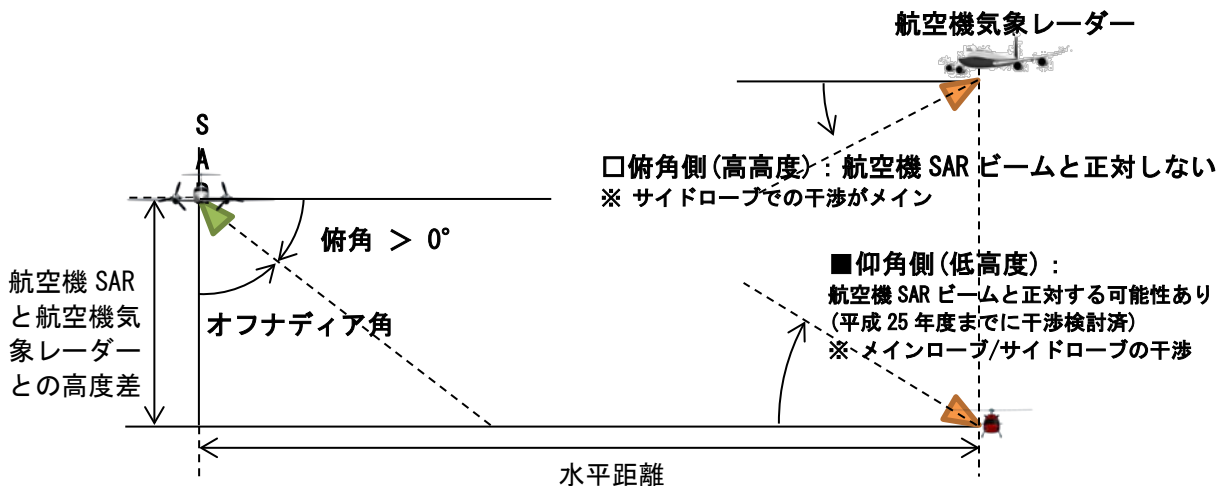 航空機気象レーダー
S
A
□俯角側(高高度)：航空機 SAR ビームと正対しない
※ サイドローブでの干渉がメイン
俯角 ＞ 0°
■仰角側(低高度)：
航空機 SAR ビームと正対する可能性あり
(平成 25 年度までに干渉検討済)
※ メインローブ/サイドローブの干渉
航空機 SAR
と航空機気
象レーダー
との高度差
オフナディア角
水平距離